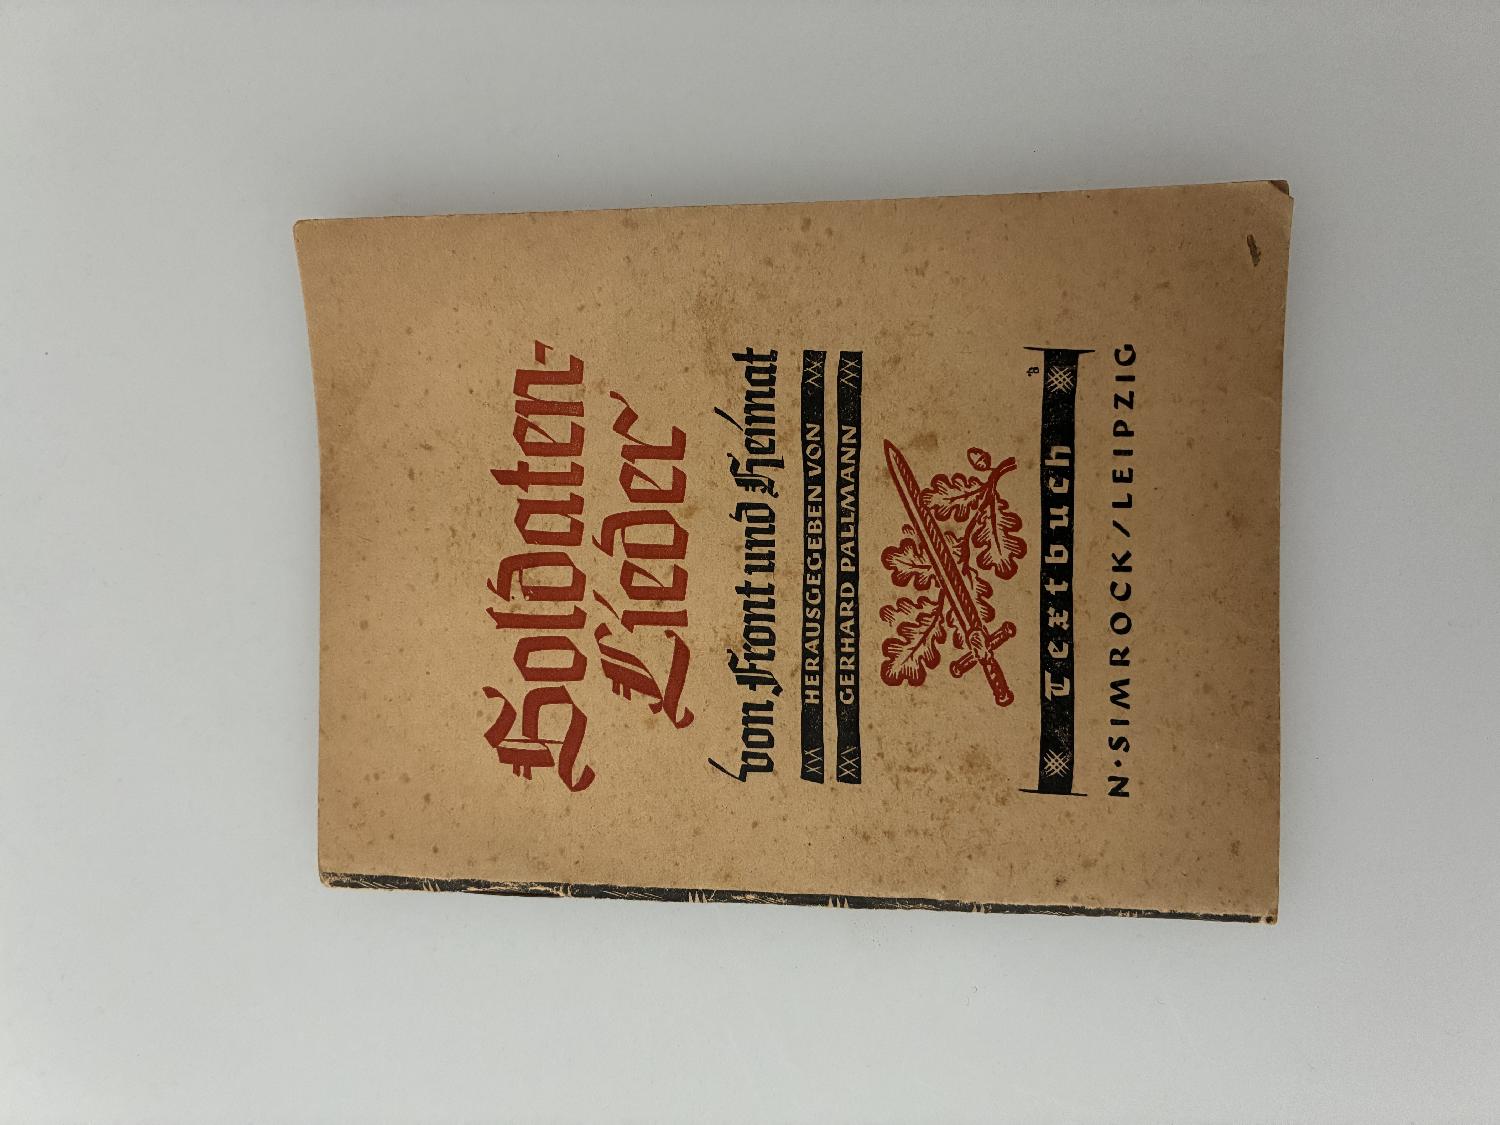 Soldaten-
Lieder
von Front und Heimat
HERAUSGEGEBEN VON
GERHARD PALLMANN
Textbuch
N·SIMROCK/LEIPZIG